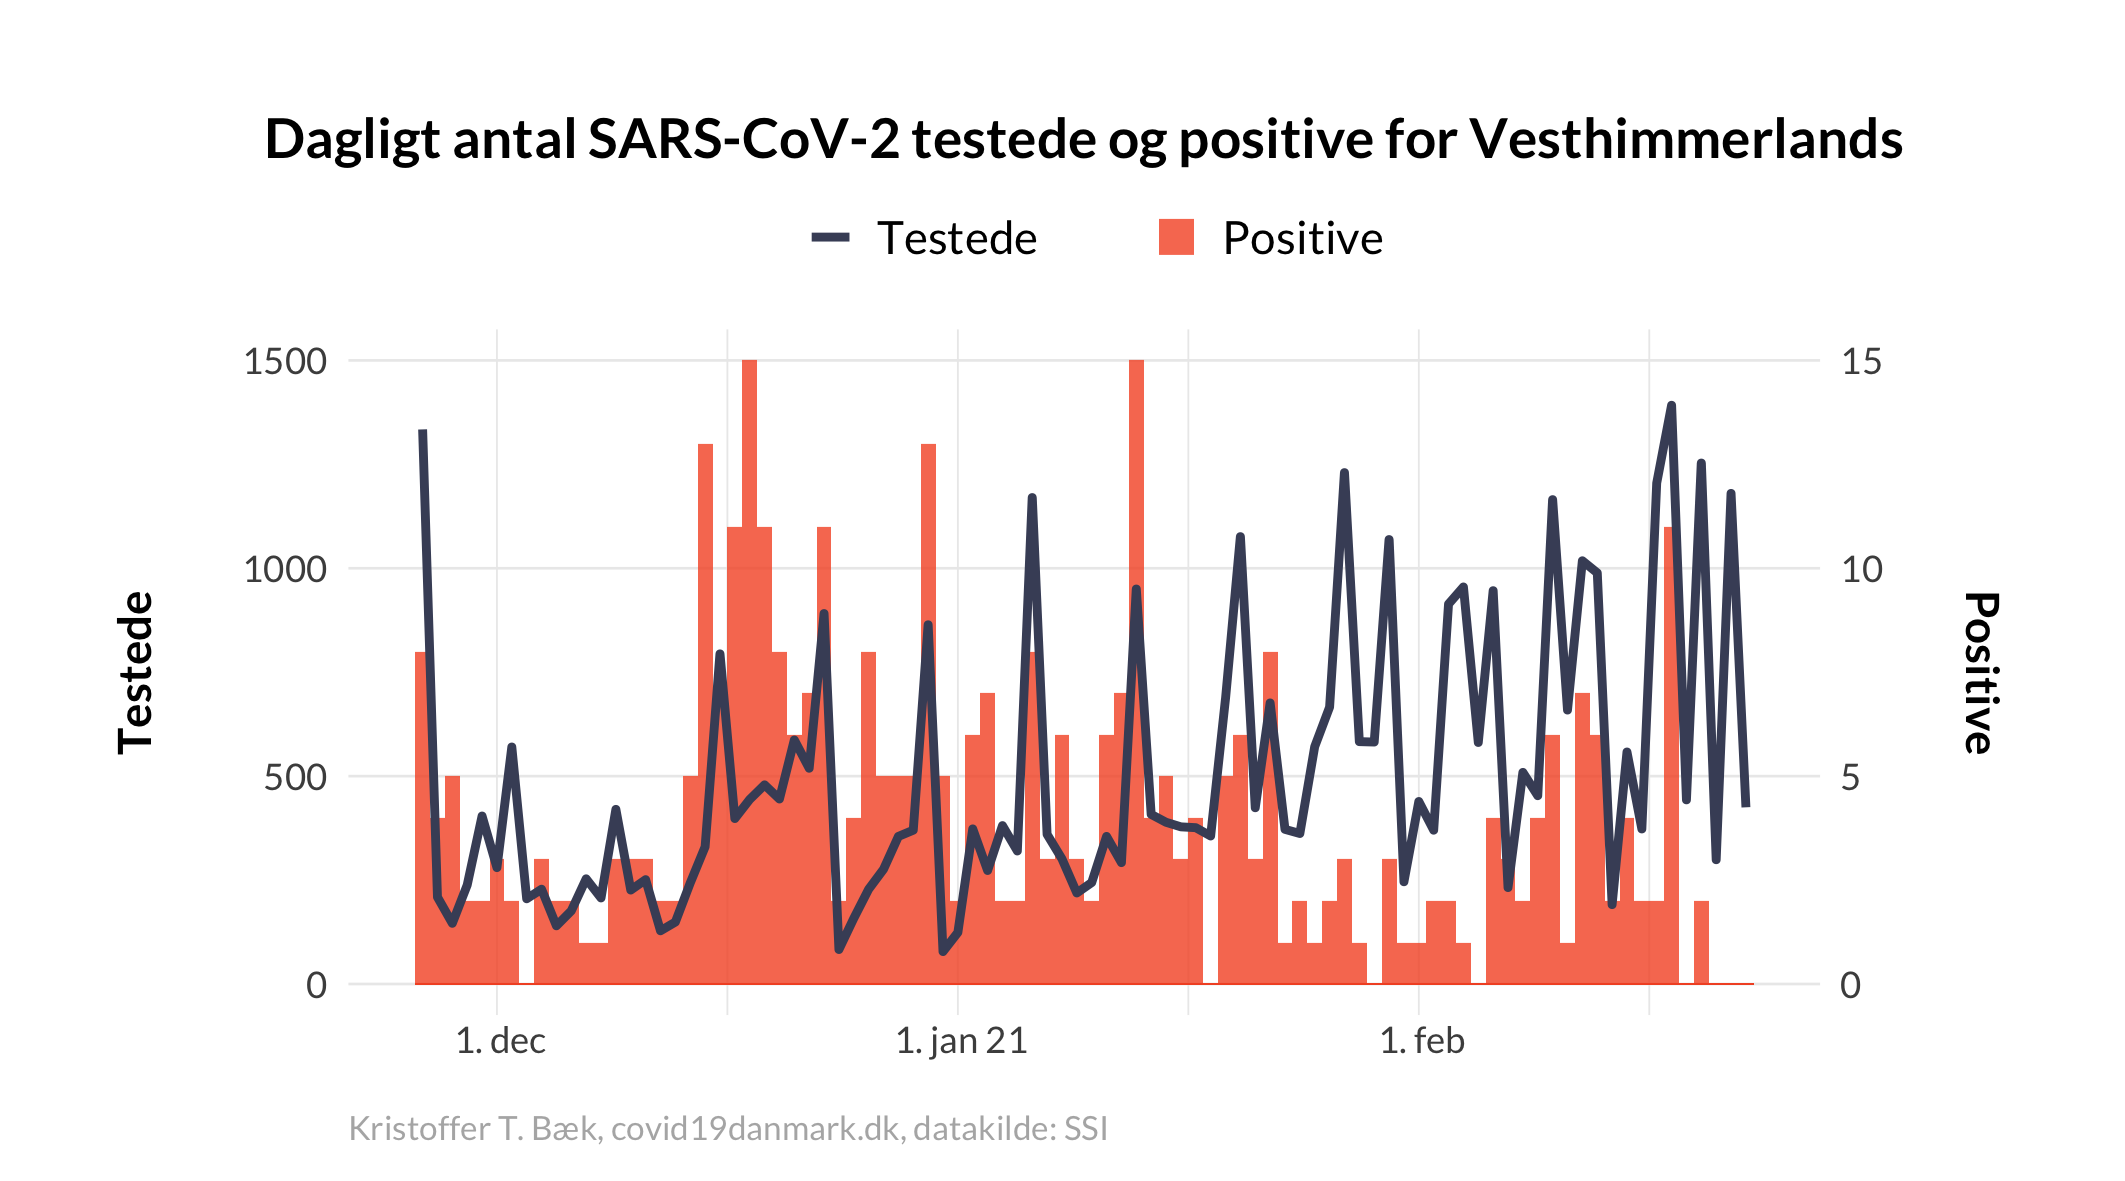 Dagligt antal SARS-CoV-2 testede og positive for Vesthimmerlands
Testede
Positive
1500
1000
500
0
15
10
5
0
Testede
Positive
1. dec
1. jan 21
1. feb
Kristoffer T. Bæk, covid19danmark.dk, datakilde: SSI